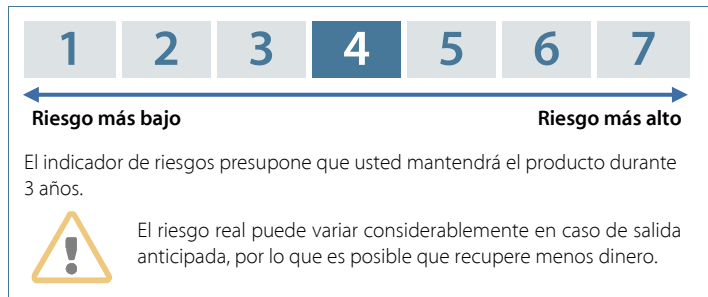 1 2 3 4 5 6 7
Riesgo más bajo Riesgo más alto
El indicador de riesgos presupone que usted mantendrá el producto durante
3 años.
El riesgo real puede variar considerablemente en caso de salida
anticipada, por lo que es posible que recupere menos dinero.